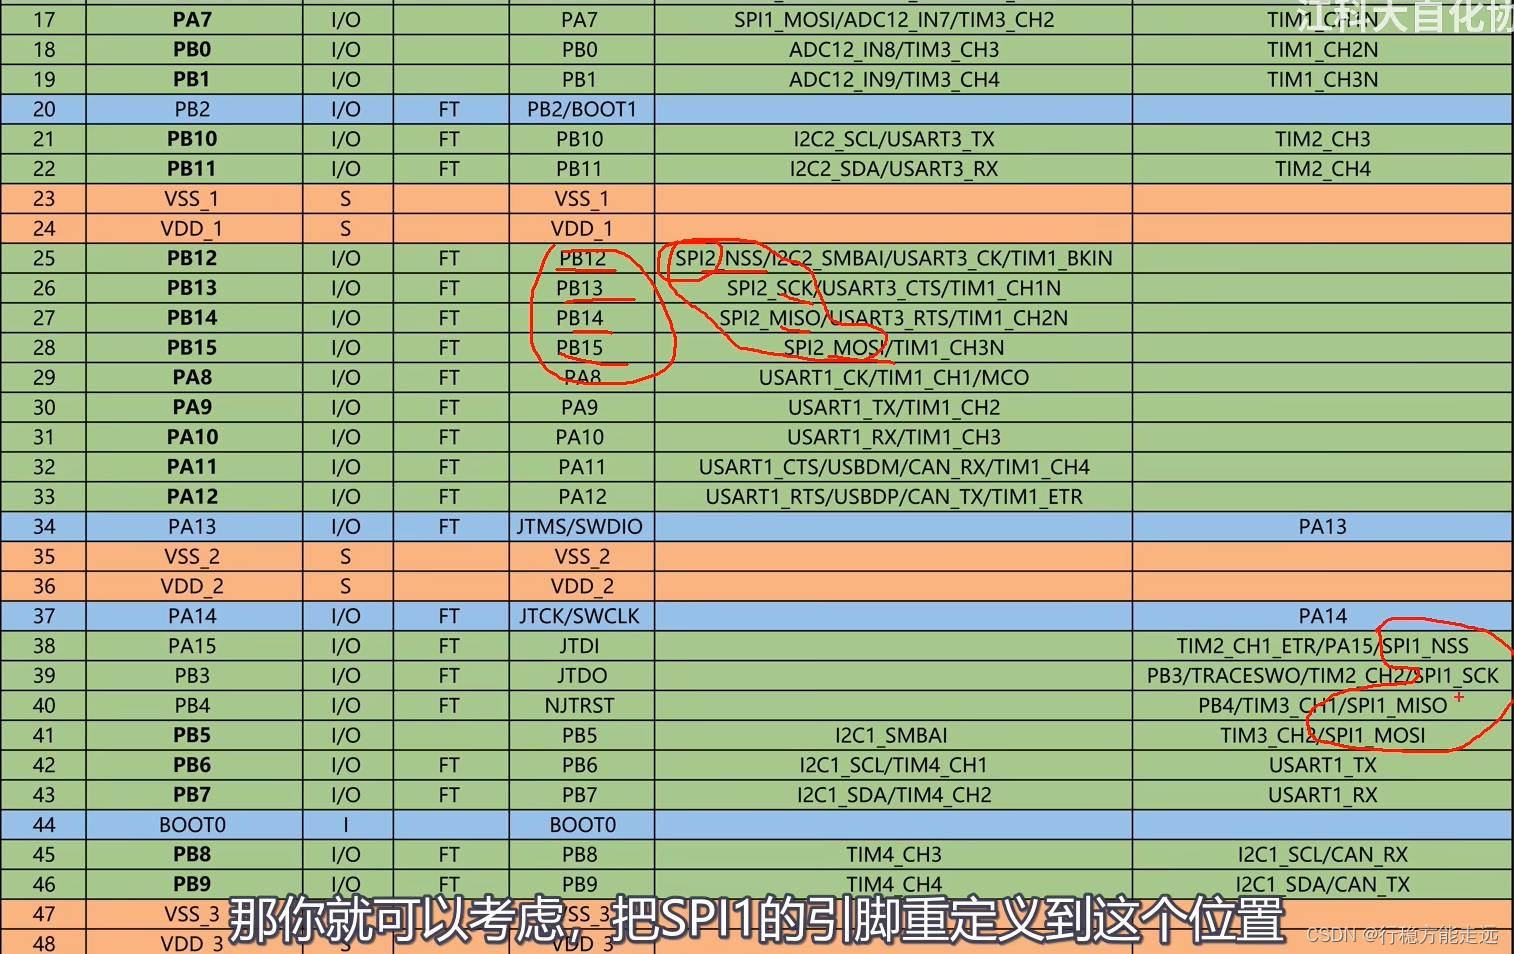 江科大自化协
17 PA7 I/O PA7 SPI1_MOSI/ADC12_IN7/TIM3_CH2 TIM1_CH1N
18 PB0 I/O PB0 ADC12_IN8/TIM3_CH3 TIM1_CH2N
19 PB1 I/O PB1 ADC12_IN9/TIM3_CH4 TIM1_CH3N
20 PB2 I/O FT PB2/BOOT1
21 PB10 I/O FT PB10 I2C2_SCL/USART3_TX TIM2_CH3
22 PB11 I/O FT PB11 I2C2_SDA/USART3_RX TIM2_CH4
23 VSS_1 S VSS_1
24 VDD_1 S VDD_1
25 PB12 I/O FT PB12 SPI2_NSS/I2C2_SMBAI/USART3_CK/TIM1_BKIN
26 PB13 I/O FT PB13 SPI2_SCK/USART3_CTS/TIM1_CH1N
27 PB14 I/O FT PB14 SPI2_MISO/USART3_RTS/TIM1_CH2N
28 PB15 I/O FT PB15 SPI2_MOSI/TIM1_CH3N
29 PA8 I/O FT PA8 USART1_CK/TIM1_CH1/MCO
30 PA9 I/O FT PA9 USART1_TX/TIM1_CH2
31 PA10 I/O FT PA10 USART1_RX/TIM1_CH3
32 PA11 I/O FT PA11 USART1_CTS/USBDM/CAN_RX/TIM1_CH4
33 PA12 I/O FT PA12 USART1_RTS/USBDP/CAN_TX/TIM1_ETR
34 PA13 I/O FT JTMS/SWDIO PA13
35 VSS_2 S VSS_2
36 VDD_2 S VDD_2
37 PA14 I/O FT JTCK/SWCLK PA14
38 PA15 I/O FT JTDI TIM2_CH1_ETR/PA15/SPI1_NSS
39 PB3 I/O FT JTDO PB3/TRACESWO/TIM2_CH2/SPI1_SCK
40 PB4 I/O FT NJTRST PB4/TIM3_CH1/SPI1_MISO
41 PB5 I/O PB5 I2C1_SMBAI TIM3_CH2/SPI1_MOSI
42 PB6 I/O FT PB6 I2C1_SCL/TIM4_CH1 USART1_TX
43 PB7 I/O FT PB7 I2C1_SDA/TIM4_CH2 USART1_RX
44 BOOT0 I BOOT0
45 PB8 I/O FT PB8 TIM4_CH3 I2C1_SCL/CAN_RX
46 PB9 I/O FT PB9 TIM4_CH4 I2C1_SDA/CAN_TX
47 VSS_3 VSS_3
48 VDD_3 S VDD_3
那你就可以考虑，把SPI1的引脚重定义到这个位置
CSDN @行稳方能走远